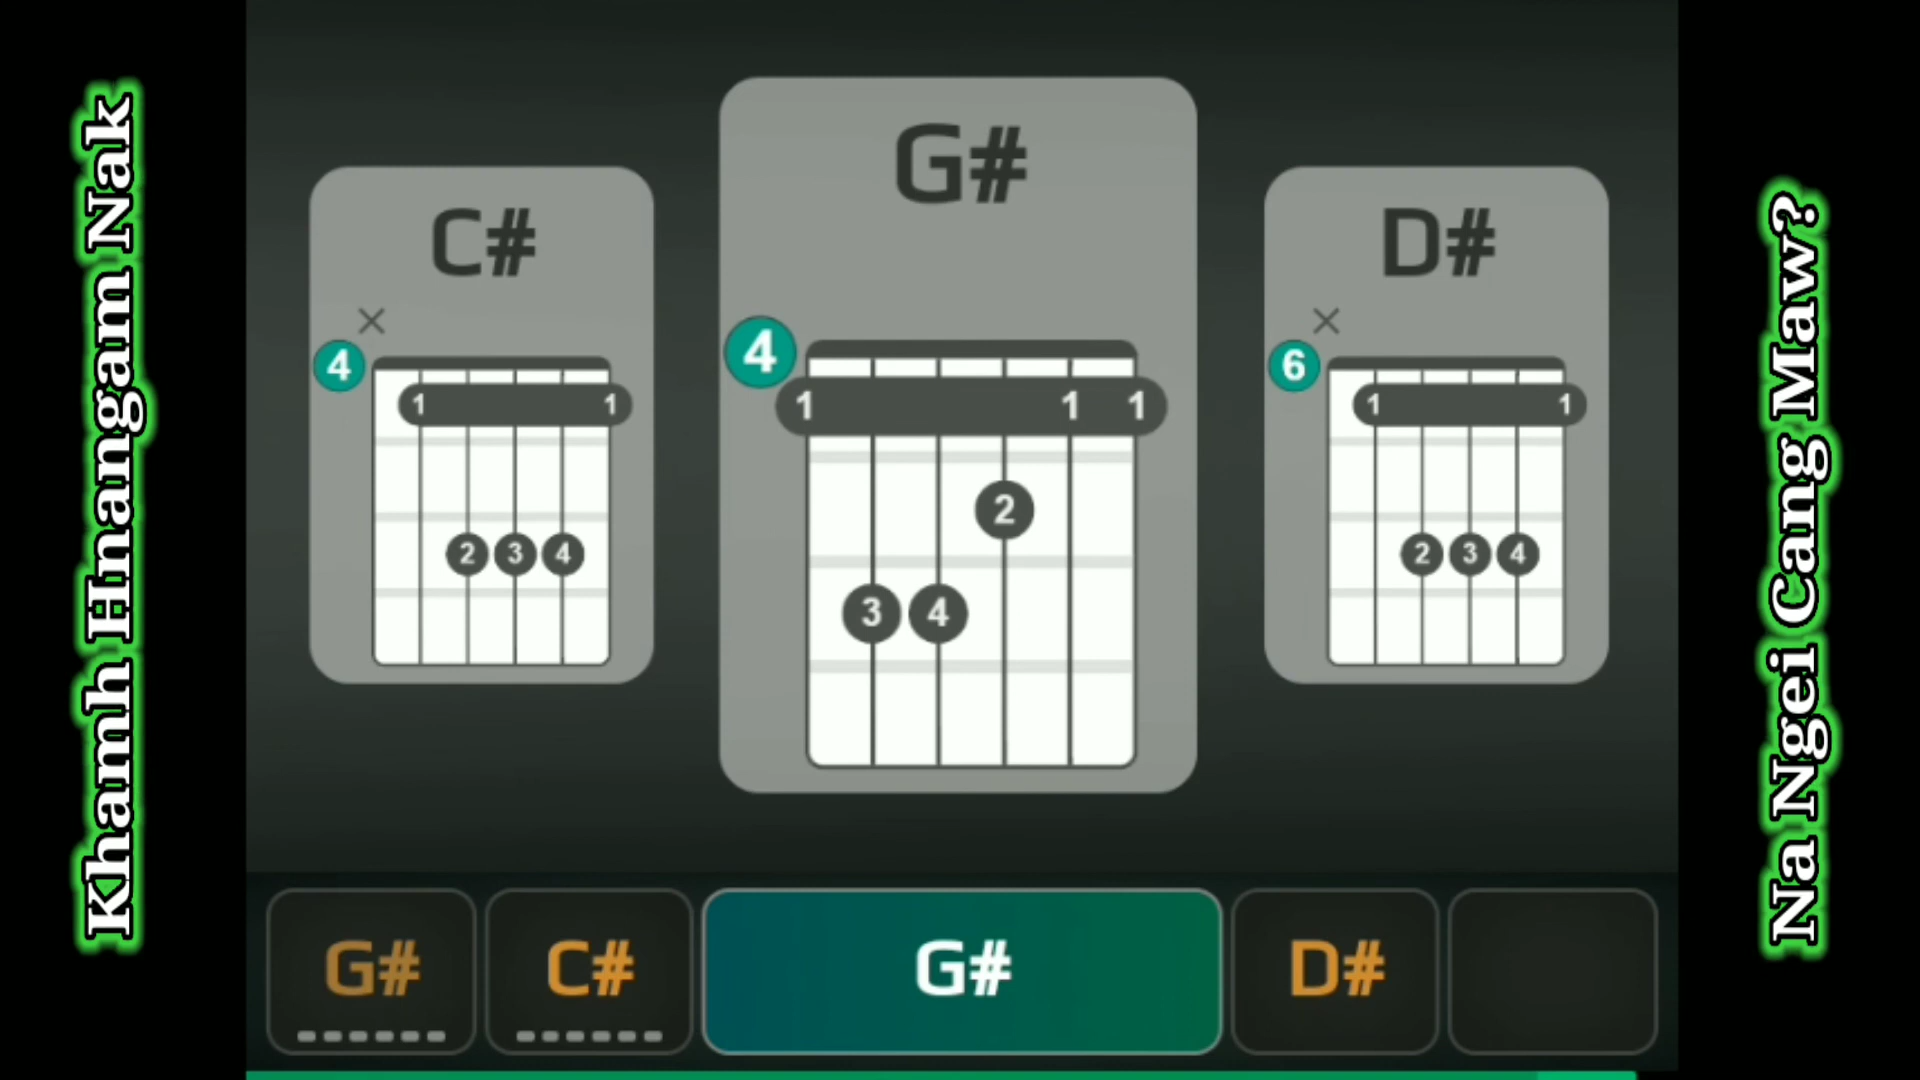 Khamh Hnangam Nak
C#
×
4
1 1
2 3 4
G#
4
1 1 1
2
3 4
D#
×
6
1 1
2 3 4
G# C# G# D#
Na Ngei Cang Maw?